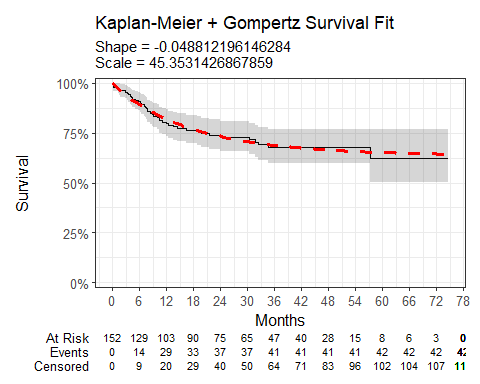 Kaplan-Meier + Gompertz Survival Fit
Shape = -0.048812196146284
Scale = 45.3531426867859
100%
75%
50%
25%
0%
Survival
0 6 12 18 24 30 36 42 48 54 60 66 72 78
Months
At Risk 152 129 103 90 75 65 47 40 28 15 8 6 3 0
Events 0 14 29 33 37 37 41 41 41 41 42 42 42 42
Censored 0 9 20 29 40 50 64 71 83 96 102 104 107 11